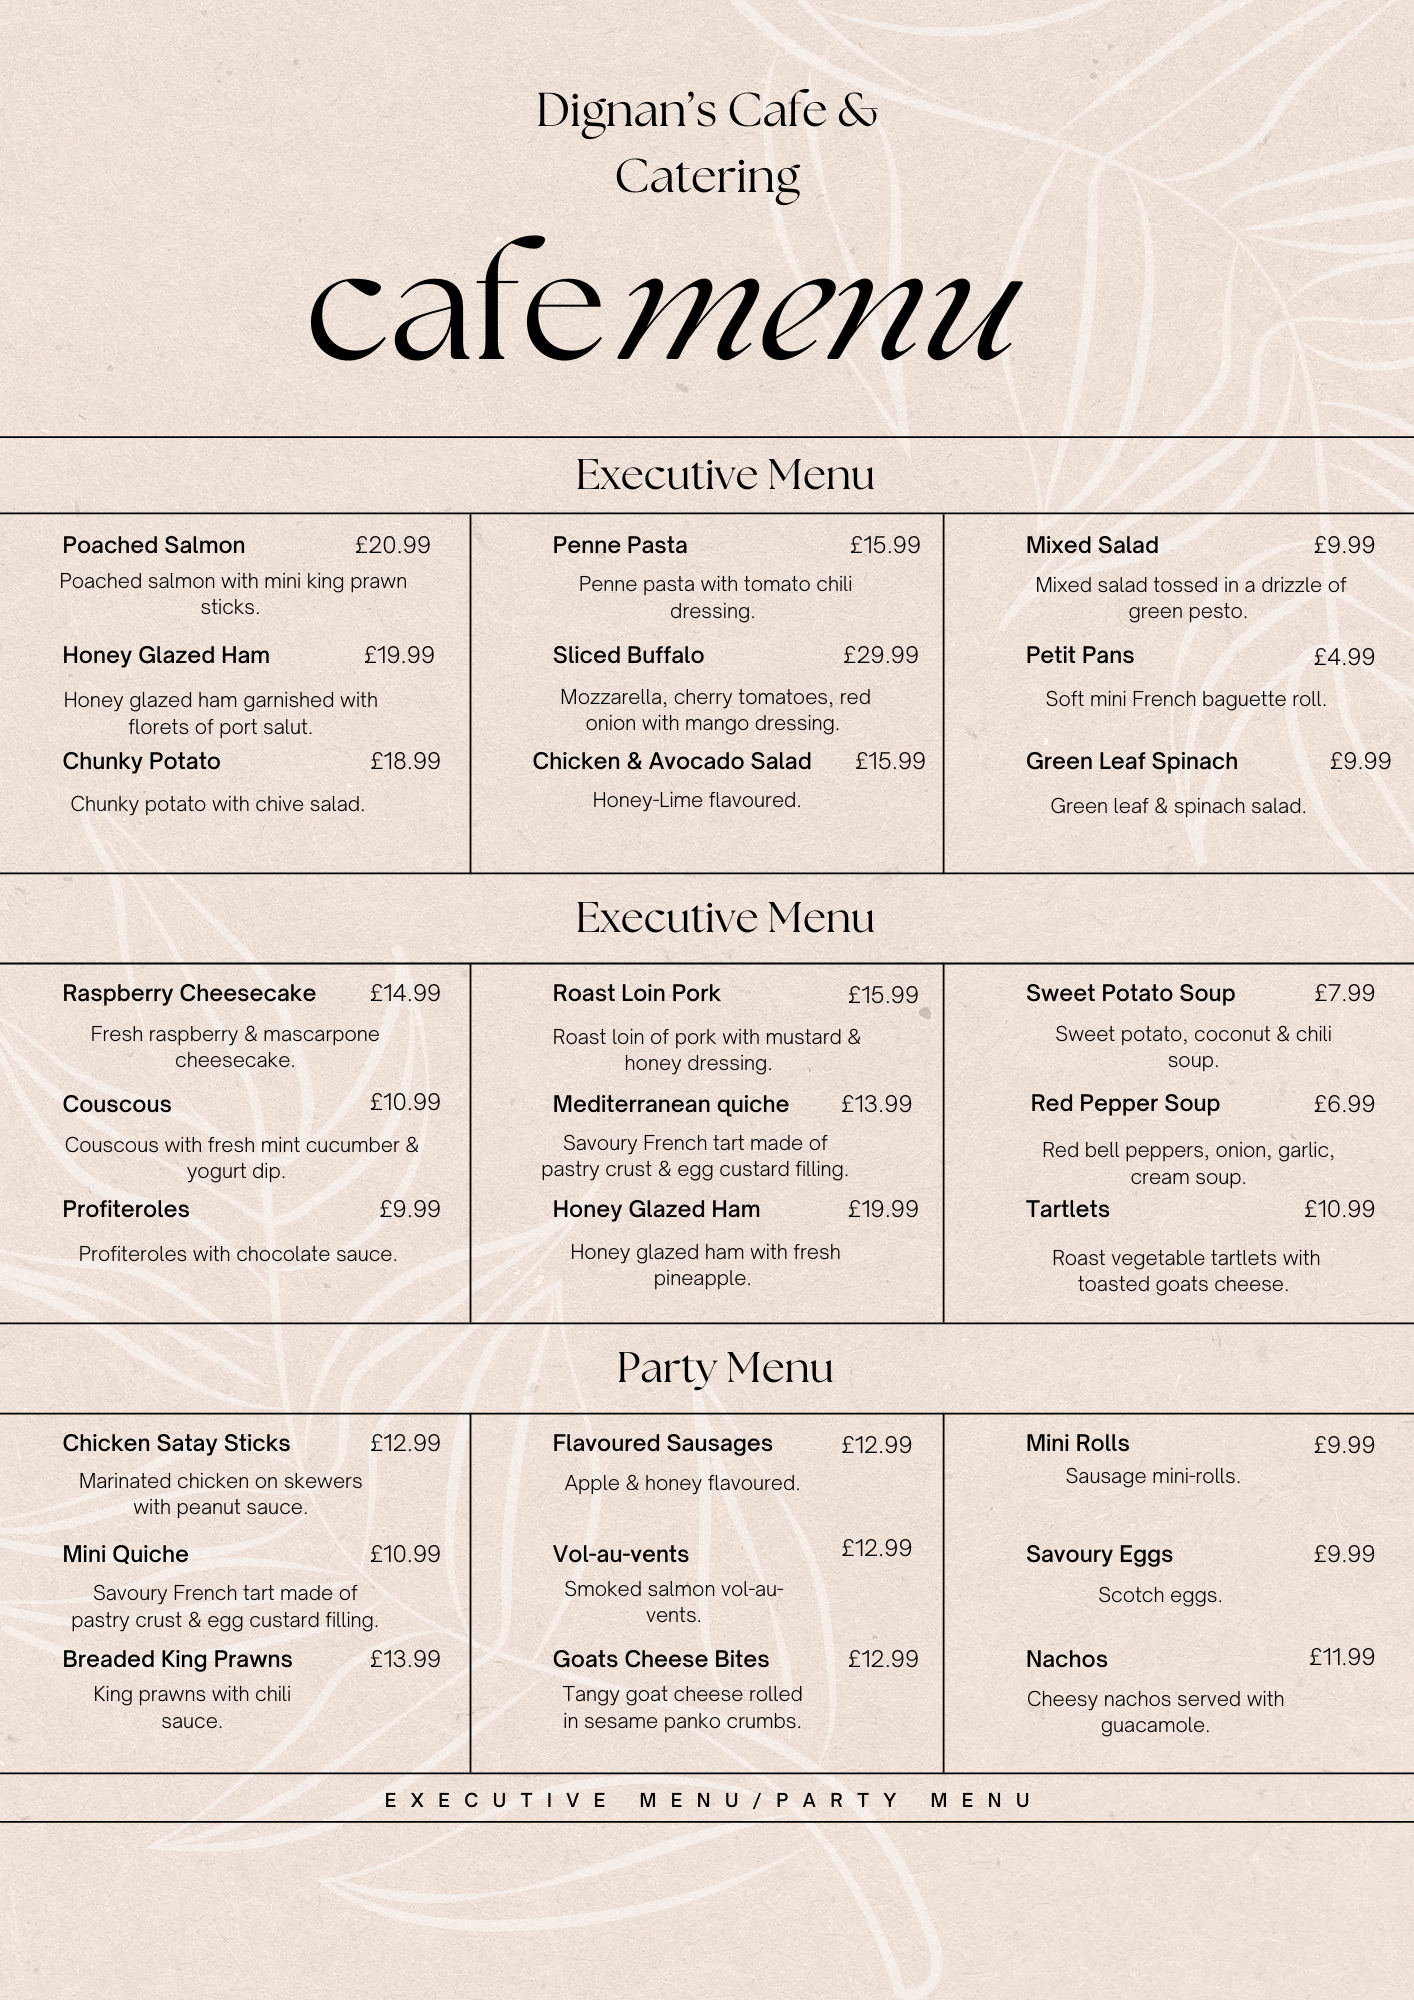 Dignan’s Cafe &
Catering
cafe menu
Executive Menu
Poached Salmon £20.99
Poached salmon with mini king prawn
sticks.
Honey Glazed Ham £19.99
Honey glazed ham garnished with
florets of port salut.
Chunky Potato £18.99
Chunky potato with chive salad.
Penne Pasta £15.99
Penne pasta with tomato chili
dressing.
Sliced Buffalo £29.99
Mozzarella, cherry tomatoes, red
onion with mango dressing.
Chicken & Avocado Salad £15.99
Honey-Lime flavoured.
Mixed Salad £9.99
Mixed salad tossed in a drizzle of
green pesto.
Petit Pans £4.99
Soft mini French baguette roll.
Green Leaf Spinach £9.99
Green leaf & spinach salad.
Executive Menu
Raspberry Cheesecake £14.99
Fresh raspberry & mascarpone
cheesecake.
Couscous £10.99
Couscous with fresh mint cucumber &
yogurt dip.
Profiteroles £9.99
Profiteroles with chocolate sauce.
Roast Loin Pork £15.99
Roast loin of pork with mustard &
honey dressing.
Mediterranean quiche £13.99
Savoury French tart made of
pastry crust & egg custard filling.
Honey Glazed Ham £19.99
Honey glazed ham with fresh
pineapple.
Sweet Potato Soup £7.99
Sweet potato, coconut & chili
soup.
Red Pepper Soup £6.99
Red bell peppers, onion, garlic,
cream soup.
Tartlets £10.99
Roast vegetable tartlets with
toasted goats cheese.
Party Menu
Chicken Satay Sticks £12.99
Marinated chicken on skewers
with peanut sauce.
Mini Quiche £10.99
Savoury French tart made of
pastry crust & egg custard filling.
Breaded King Prawns £13.99
King prawns with chili
sauce.
Flavoured Sausages £12.99
Apple & honey flavoured.
Vol-au-vents £12.99
Smoked salmon vol-au-
vents.
Goats Cheese Bites £12.99
Tangy goat cheese rolled
in sesame panko crumbs.
Mini Rolls £9.99
Sausage mini-rolls.
Savoury Eggs £9.99
Scotch eggs.
Nachos £11.99
Cheesy nachos served with
guacamole.
EXECUTIVE MENU/PARTY MENU